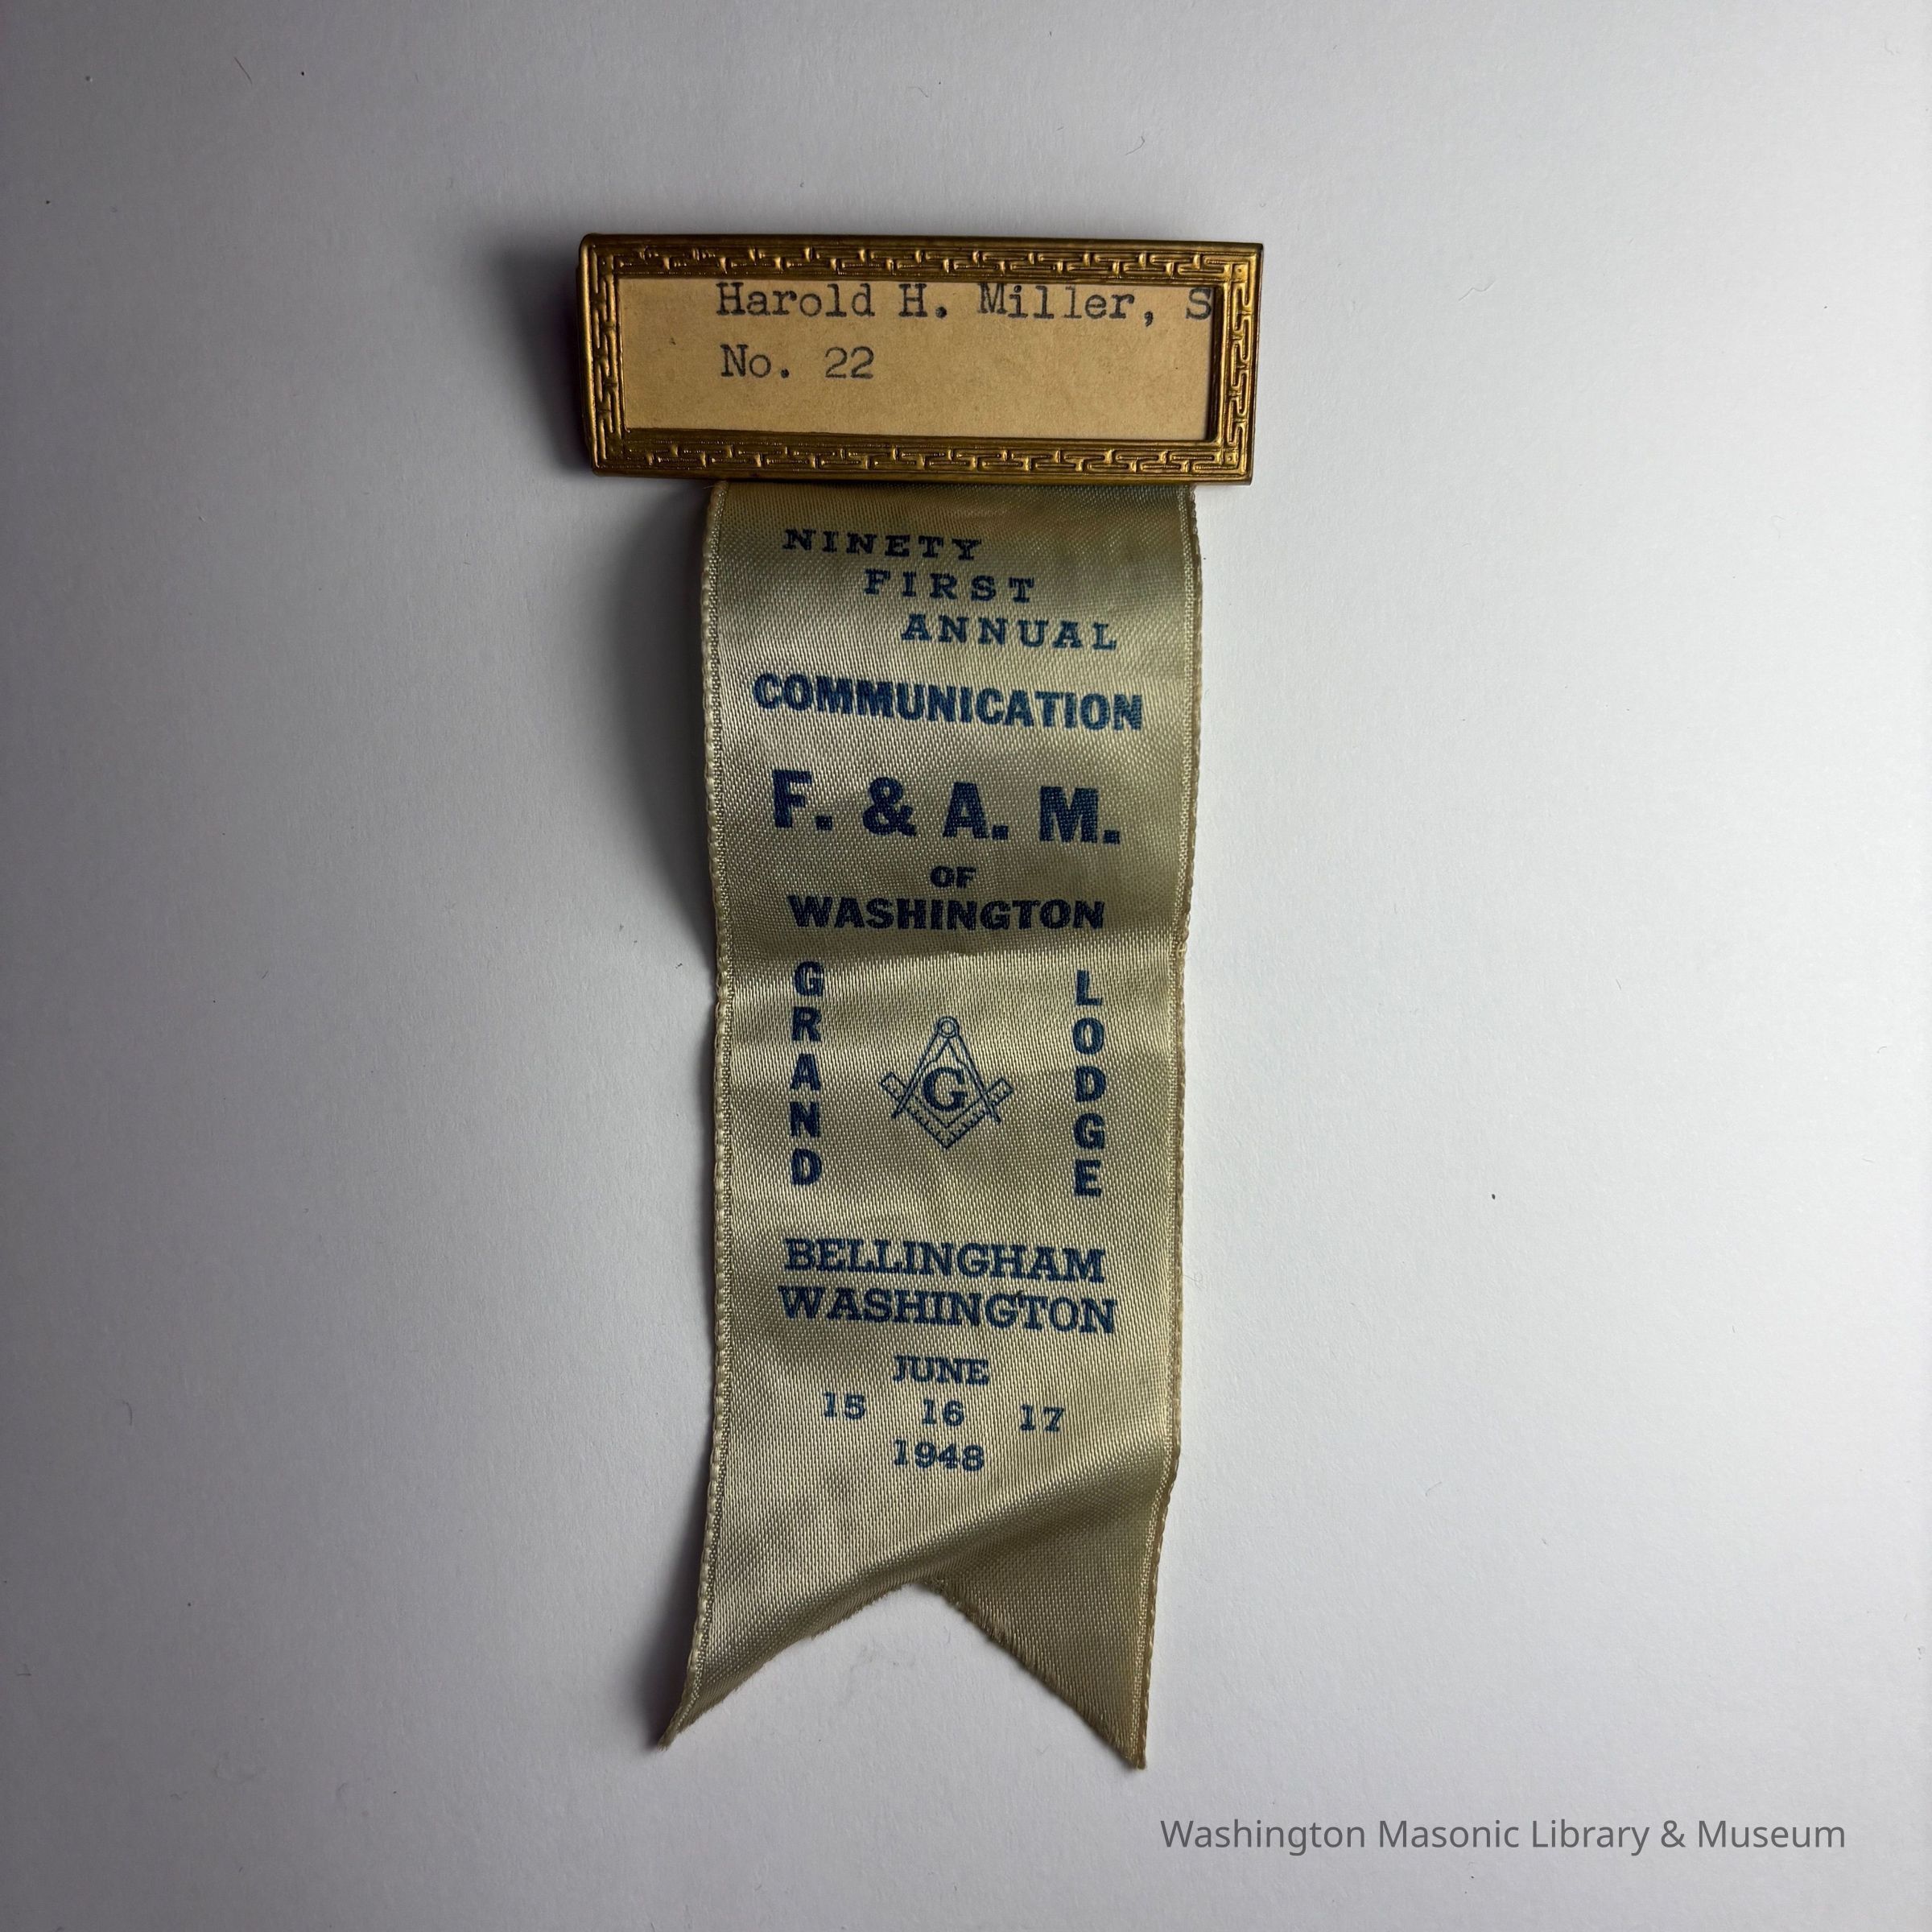 Harold H. Miller, S
No. 22
NINETY
FIRST
ANNUAL
COMMUNICATION
F. & A. M.
OF
WASHINGTON
GRAND
LODGE
G
BELLINGHAM
WASHINGTON
JUNE
15 16 17
1948
Washington Masonic Library & Museum